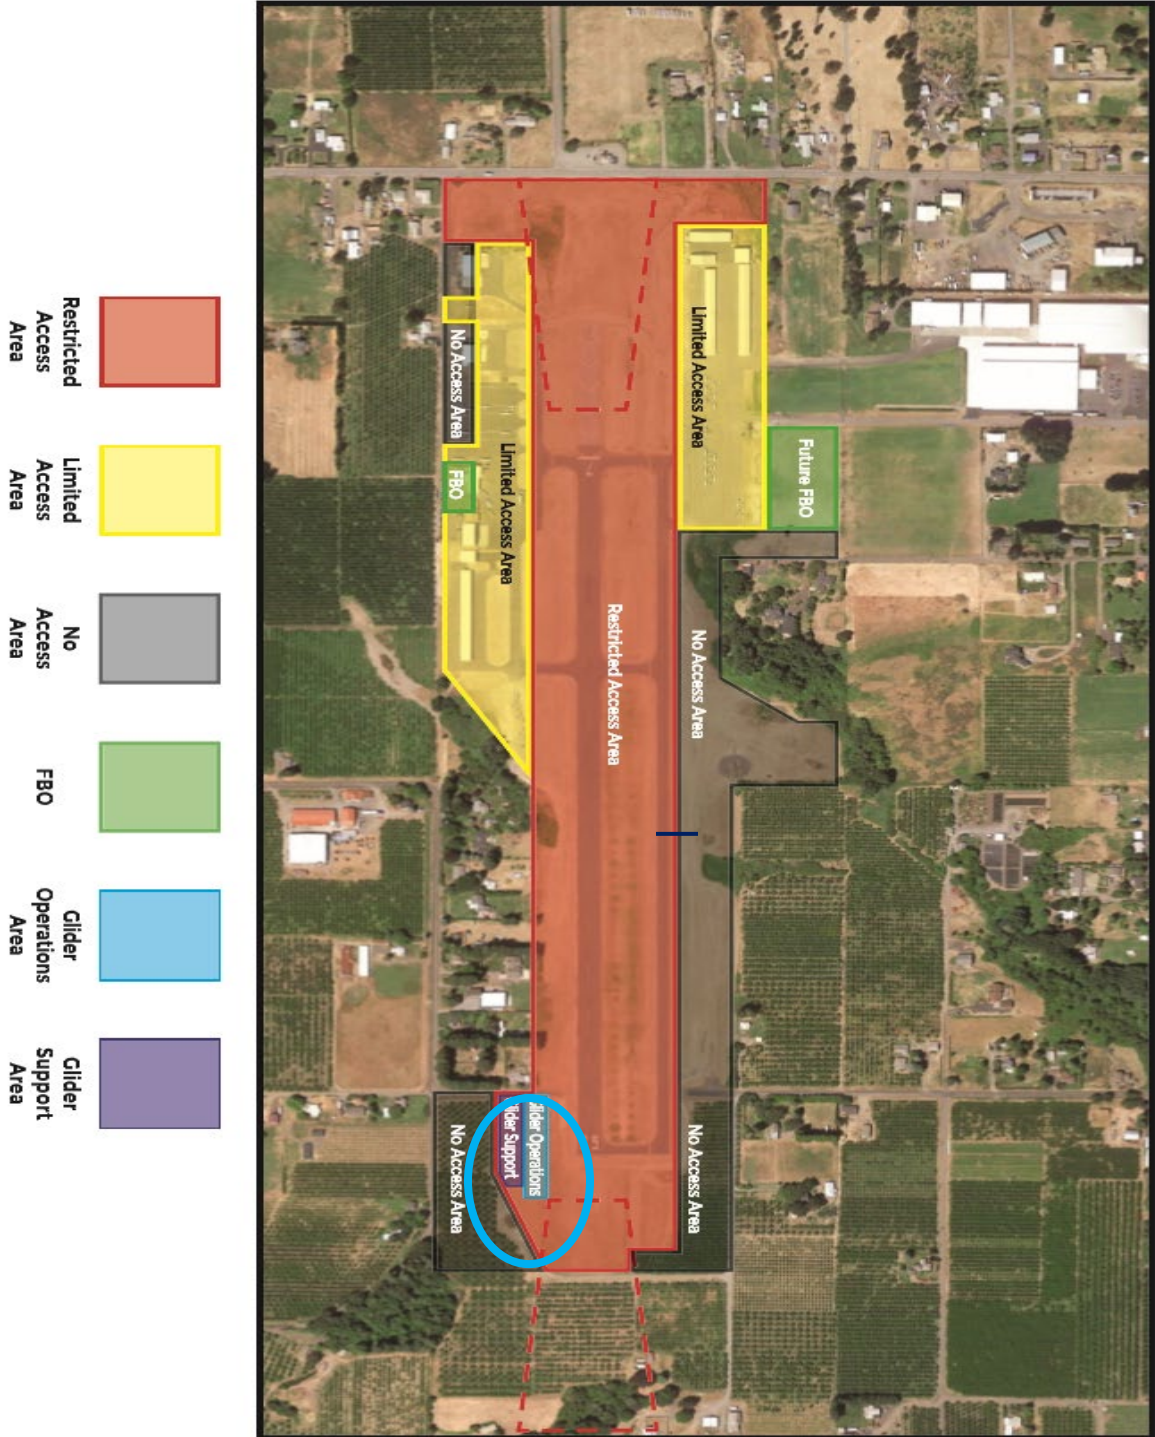 Restricted
Access
Area
Limited
Access
Area
No
Access
Area
FBO
Glider
Operations
Area
Glider
Support
Area
Future FBO
Limited Access Area
No Access Area
No Access Area
Restricted Access Area
Limited Access Area
No Access Area
FBO
Glider Operations
Glider Support
No Access Area